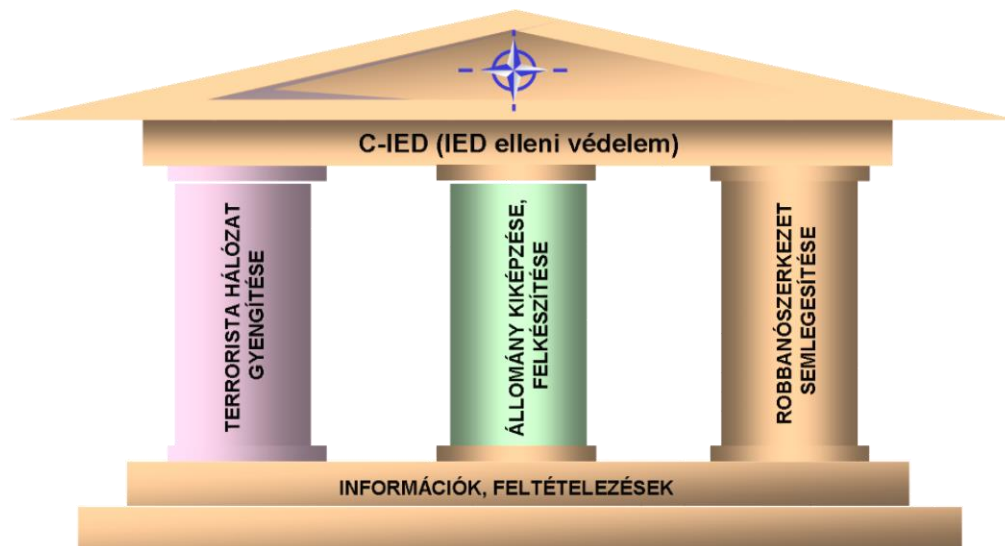 C-IED (IED elleni védelem)
TERRORISTA HÁLÓZAT
GYENGÍTÉSE
ÁLLOMÁNY KIKÉPZÉSE,
FELKÉSZÍTÉSE
ROBBANÓSZERKEZET
SEMLEGESÍTÉSE
INFORMÁCIÓK, FELTÉTELEZÉSEK